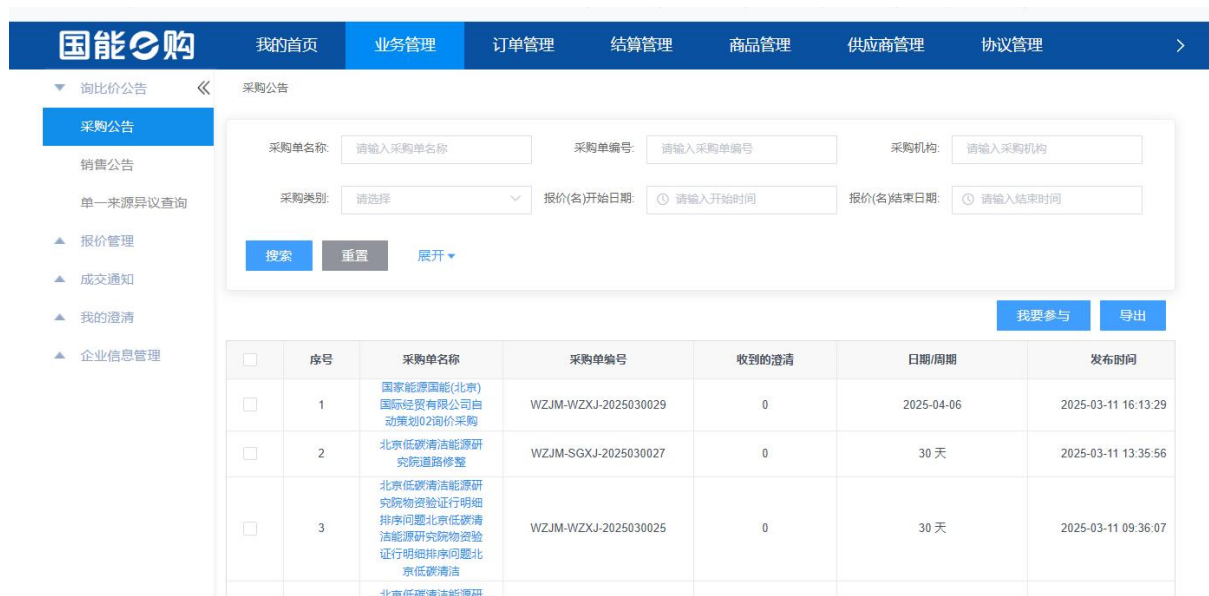 国能e购 我的首页 业务管理 订单管理 结算管理 商品管理 供应商管理 协议管理
询比价公告
采购公告
销售公告
单一来源异议查询
报价管理
成交通知
我的澄清
企业信息管理
采购公告
采购单名称: 请输入采购单名称 采购单编号: 请输入采购单编号 采购机构: 请输入采购机构
采购类别: 请选择 报价(名)开始日期: 请输入开始时间 报价(名)结束日期: 请输入结束时间
搜索 重置 展开
我要参与 导出
序号 采购单名称 采购单编号 收到的澄清 日期/周期 发布时间
国家能源国能(北京)
1 国际经贸有限公司自 WZJM-WZXJ-2025030029 0 2025-04-06 2025-03-11 16:13:29
动策划02询价采购
北京低碳清洁能源研
2 究院道路修整 WZJM-SGXJ-2025030027 0 30 天 2025-03-11 13:35:56
北京低碳清洁能源研
究院物资验证行明细
排序问题北京低碳清
3 洁能源研究院物资验 WZJM-WZXJ-2025030025 0 30 天 2025-03-11 09:36:07
证行明细排序问题北
京低碳清洁
北京低碳清洁能源研